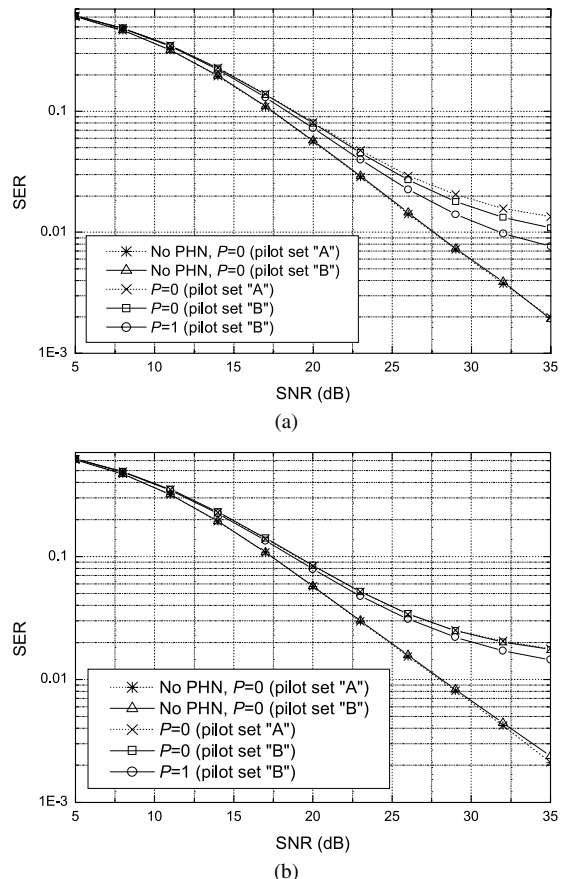 0.1
0.01
1E-3
SER
No PHN, P=0 (pilot set "A")
No PHN, P=0 (pilot set "B")
P=0 (pilot set "A")
P=0 (pilot set "B")
P=1 (pilot set "B")
5 10 15 20 25 30 35
SNR (dB)
(a)
0.1
0.01
1E-3
SER
No PHN, P=0 (pilot set "A")
No PHN, P=0 (pilot set "B")
P=0 (pilot set "A")
P=0 (pilot set "B")
P=1 (pilot set "B")
5 10 15 20 25 30 35
SNR (dB)
(b)